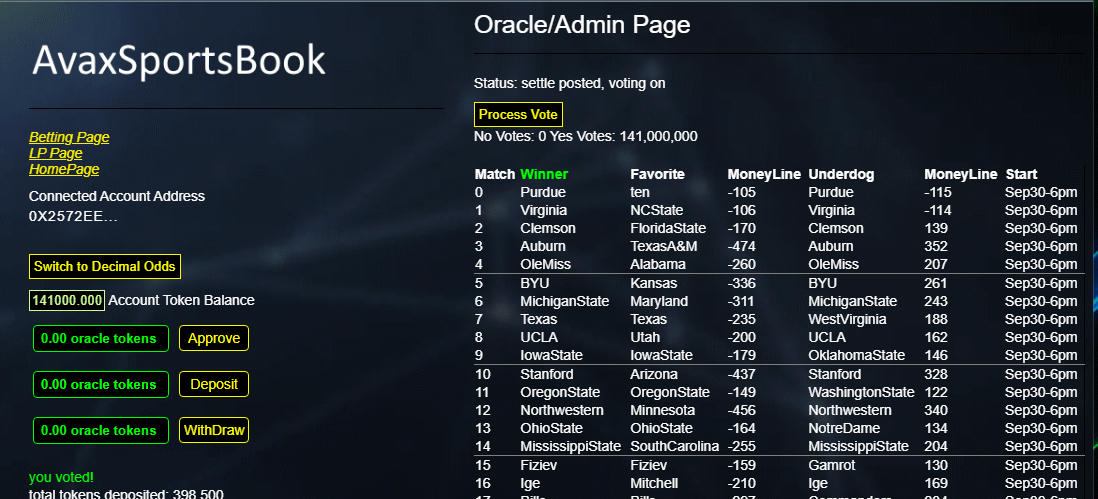 AvaxSportsBook
Betting Page
LP Page
HomePage
Connected Account Address
0X2572EE...
Switch to Decimal Odds
141000.000 Account Token Balance
0.00 oracle tokens Approve
0.00 oracle tokens Deposit
0.00 oracle tokens WithDraw
you voted!
total tokens deposited: 398,500
Oracle/Admin Page
Status: settle posted, voting on
Process Vote
No Votes: 0 Yes Votes: 141,000,000
Match Winner Favorite MoneyLine Underdog MoneyLine Start
0 Purdue ten -105 Purdue -115 Sep30-6pm
1 Virginia NCState -106 Virginia -114 Sep30-6pm
2 Clemson FloridaState -170 Clemson 139 Sep30-6pm
3 Auburn TexasA&M -474 Auburn 352 Sep30-6pm
4 OleMiss Alabama -260 OleMiss 207 Sep30-6pm
5 BYU Kansas -336 BYU 261 Sep30-6pm
6 MichiganState Maryland -311 MichiganState 243 Sep30-6pm
7 Texas Texas -235 WestVirginia 188 Sep30-6pm
8 UCLA Utah -200 UCLA 162 Sep30-6pm
9 IowaState IowaState -179 OklahomaState 146 Sep30-6pm
10 Stanford Arizona -437 Stanford 328 Sep30-6pm
11 OregonState OregonState -149 WashingtonState 122 Sep30-6pm
12 Northwestern Minnesota -456 Northwestern 340 Sep30-6pm
13 OhioState OhioState -164 NotreDame 134 Sep30-6pm
14 MississippiState SouthCarolina -255 MississippiState 204 Sep30-6pm
15 Fiziev Fiziev -159 Gamrot 130 Sep30-6pm
16 Ige Mitchell -210 Ige 169 Sep30-6pm